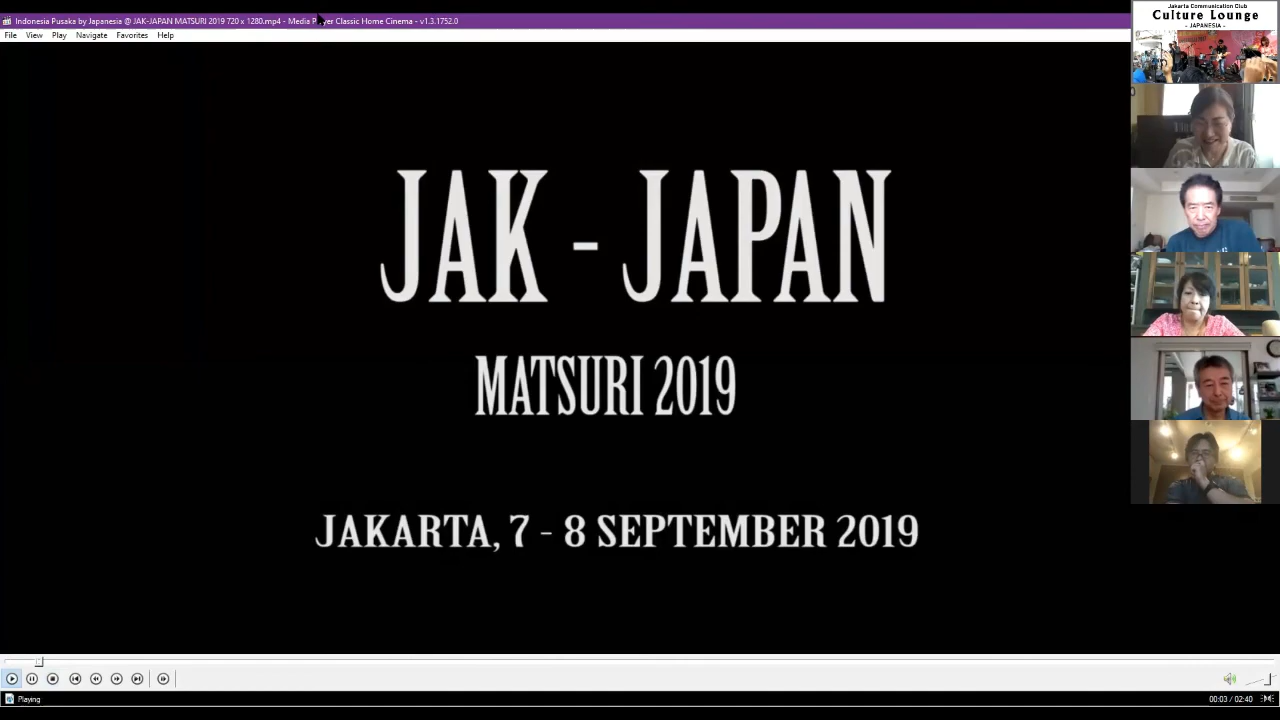 Indonesia Pusaka by Japanesia @ JAK-JAPAN MATSURI 2019 720 x 1280.mp4 - Media Player Classic Home Cinema - v1.3.1752.0
File View Play Navigate Favorites Help
Jakarta Communication Club
Culture Lounge
- JAPANESIA -
JAK - JAPAN
MATSURI 2019
JAKARTA, 7 - 8 SEPTEMBER 2019
Playing
00:03 / 02:40